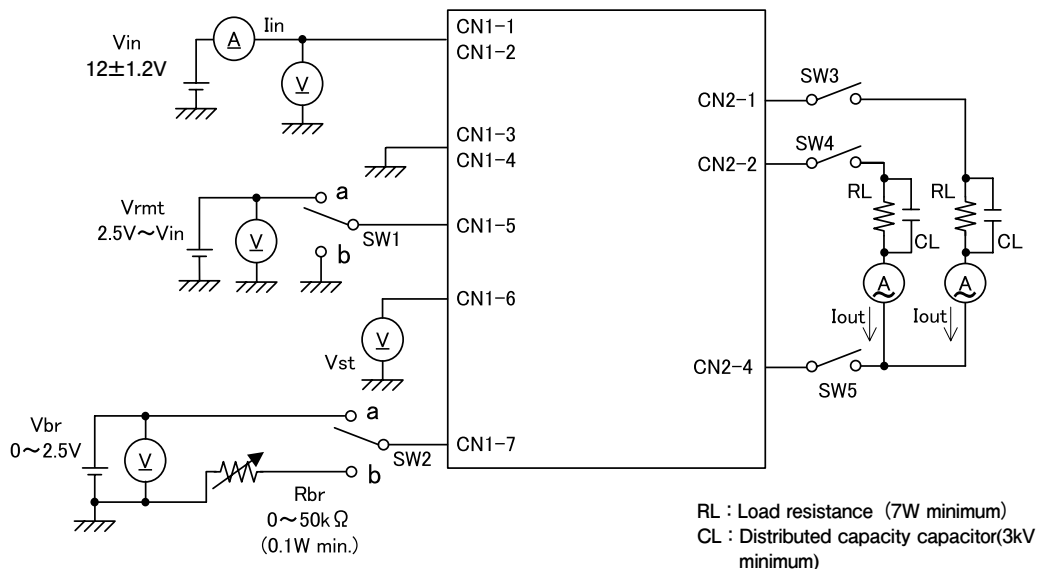 Vin
12±1.2V
A
Iin
V
CN1-1
CN1-2
CN1-3
CN1-4
Vrmt
2.5V～Vin
V
a
b
SW1
CN1-5
CN1-6
V
Vst
Vbr
0～2.5V
V
a
b
SW2
CN1-7
Rbr
0～50kΩ
(0.1W min.)
CN2-1
SW3
CN2-2
SW4
RL
CL
RL
CL
A
A
Iout
Iout
CN2-4
SW5
RL : Load resistance (7W minimum)
CL : Distributed capacity capacitor(3kV
minimum)